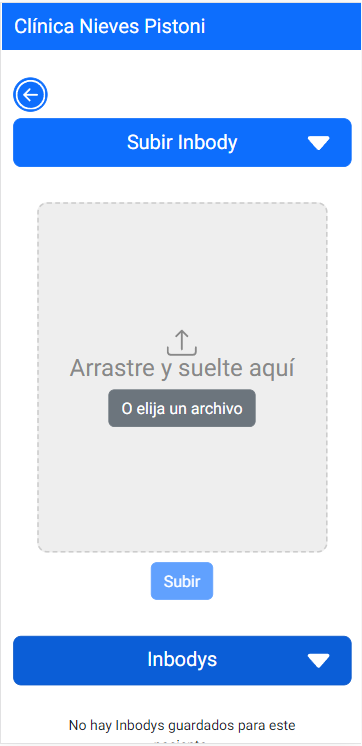 Clínica Nieves Pistoni
Subir Inbody
Arrastre y suelte aquí
O elija un archivo
Subir
Inbodys
No hay Inbodys guardados para este